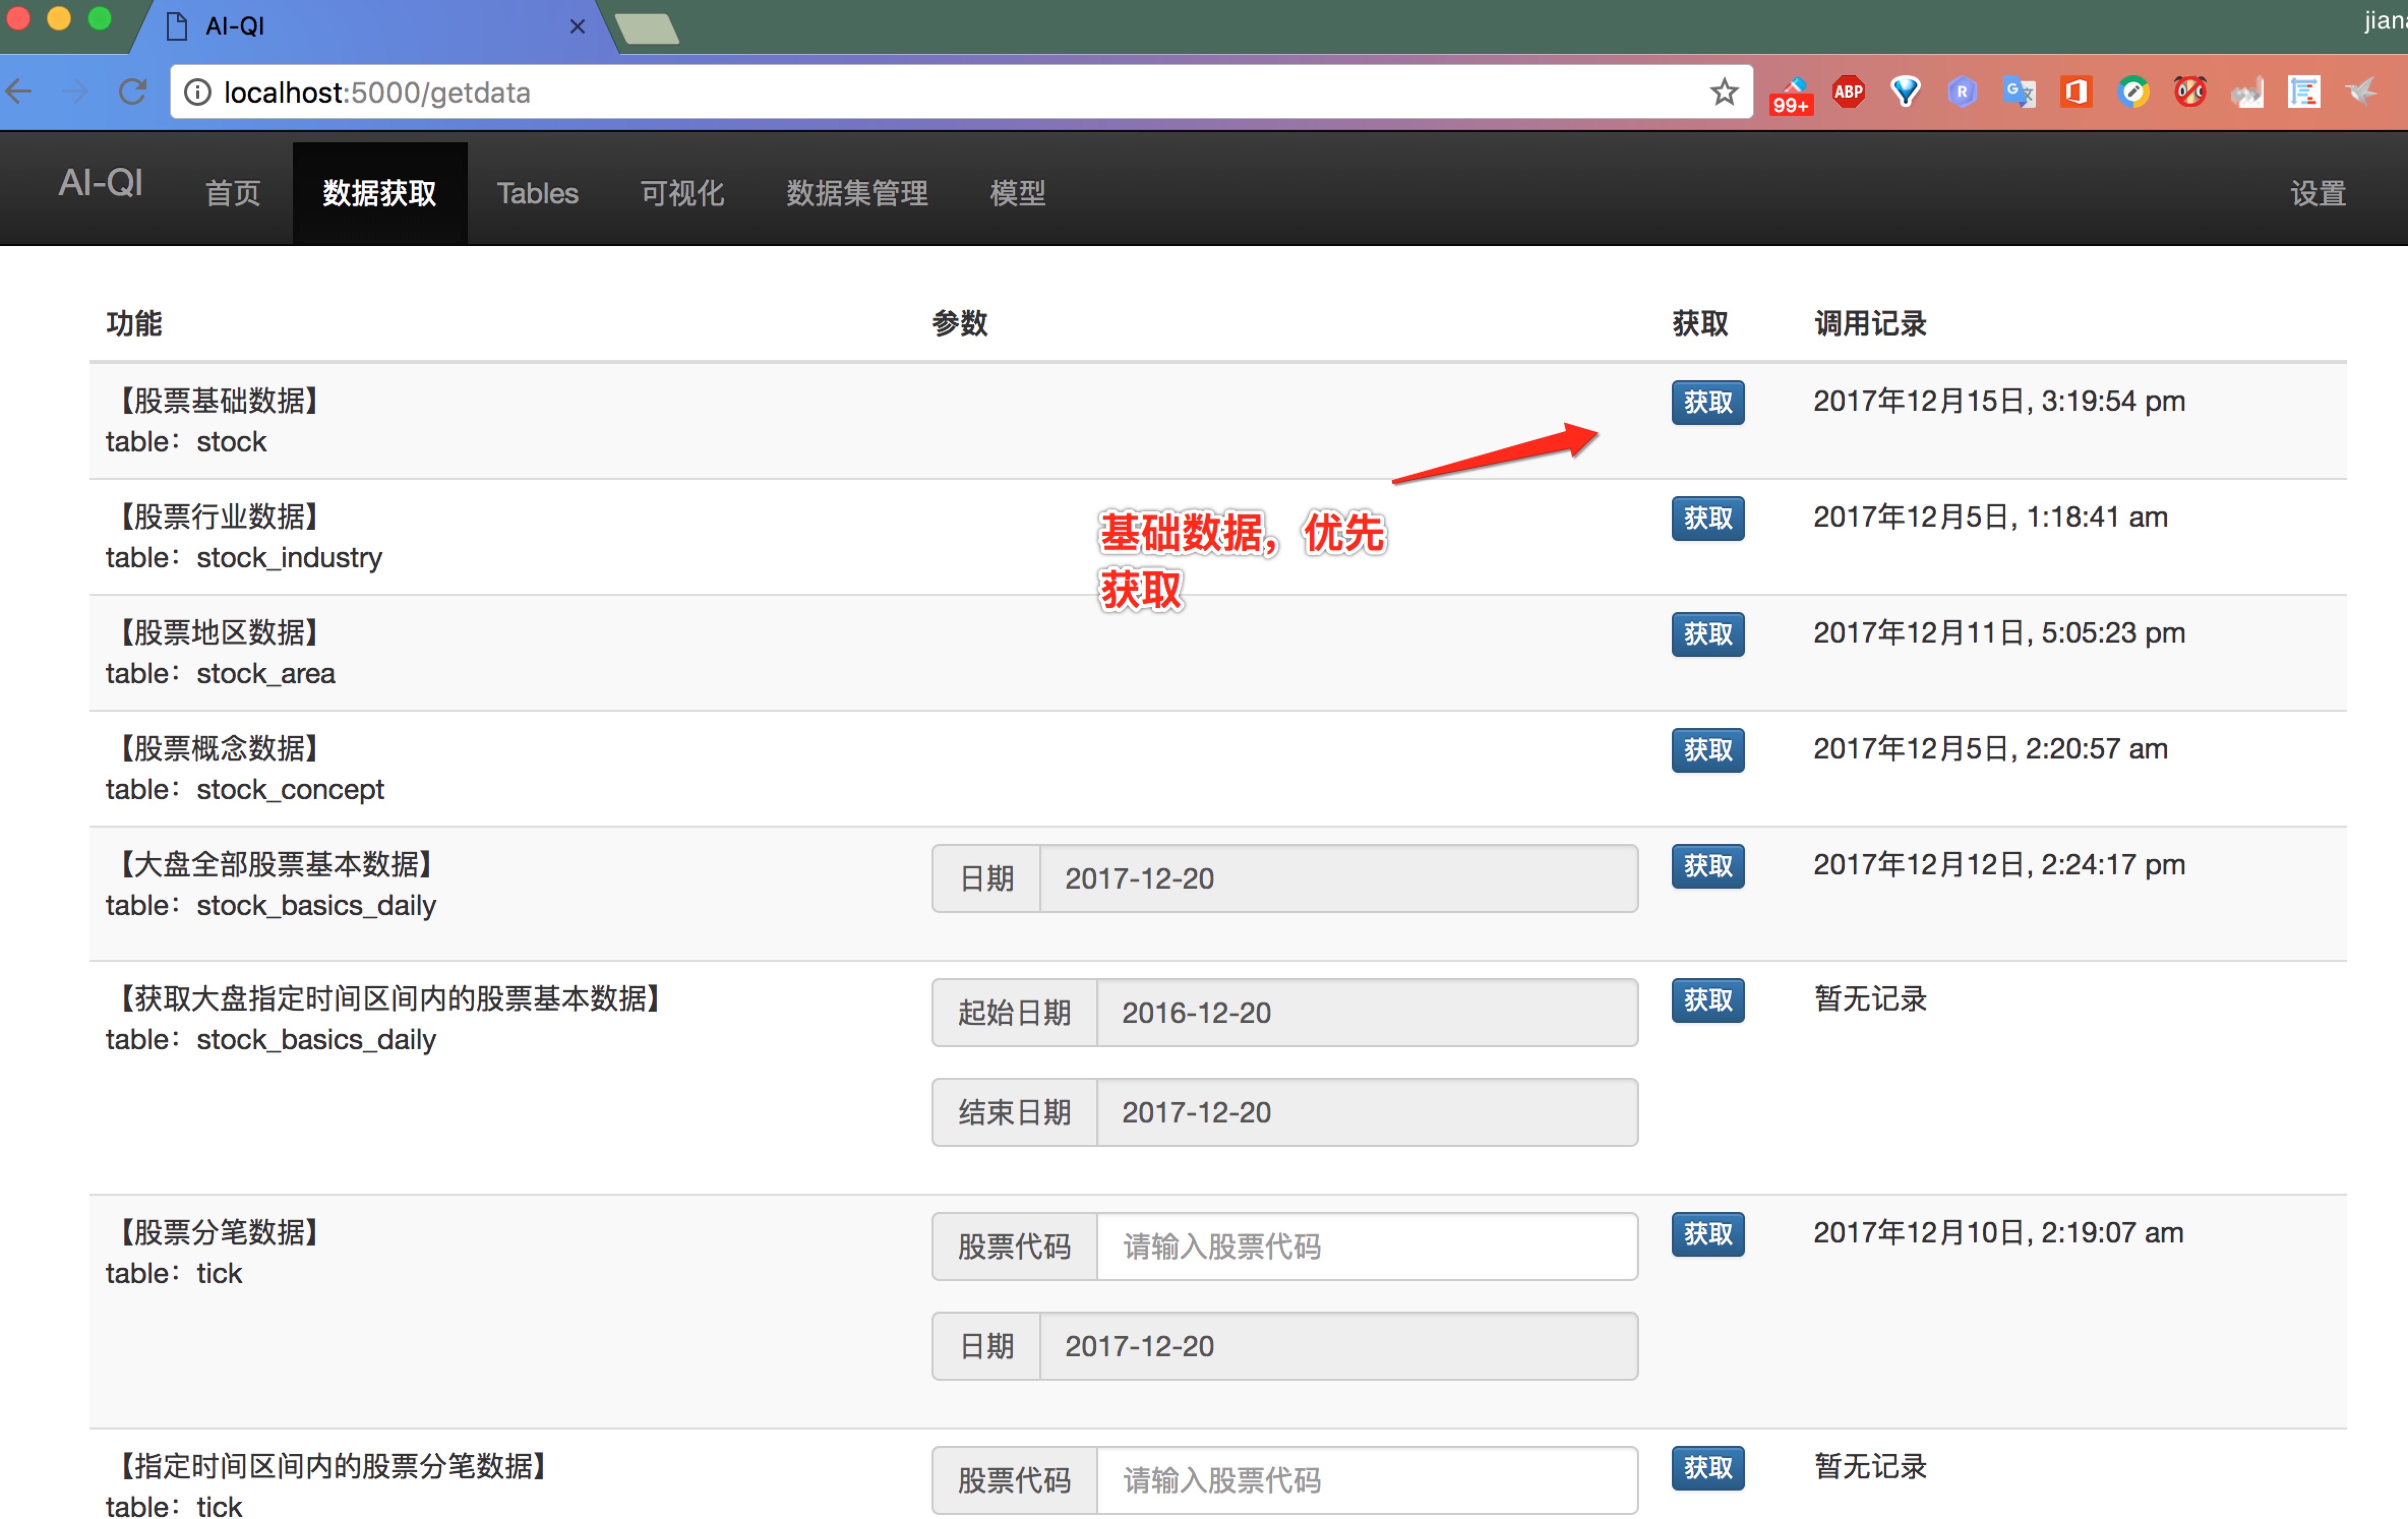 AI-QI
jian
localhost:5000/getdata
99+
ABP
R
G
AI-QI
首页
数据获取
Tables
可视化
数据集管理
模型
设置
功能
参数
获取
调用记录
【股票基础数据】
table：stock
获取
2017年12月15日, 3:19:54 pm
基础数据，优先
获取
【股票行业数据】
table：stock_industry
获取
2017年12月5日, 1:18:41 am
【股票地区数据】
table：stock_area
获取
2017年12月11日, 5:05:23 pm
【股票概念数据】
table：stock_concept
获取
2017年12月5日, 2:20:57 am
【大盘全部股票基本数据】
table：stock_basics_daily
日期
2017-12-20
获取
2017年12月12日, 2:24:17 pm
【获取大盘指定时间区间内的股票基本数据】
table：stock_basics_daily
起始日期
2016-12-20
结束日期
2017-12-20
获取
暂无记录
【股票分笔数据】
table：tick
股票代码
请输入股票代码
日期
2017-12-20
获取
2017年12月10日, 2:19:07 am
【指定时间区间内的股票分笔数据】
table：tick
股票代码
请输入股票代码
获取
暂无记录